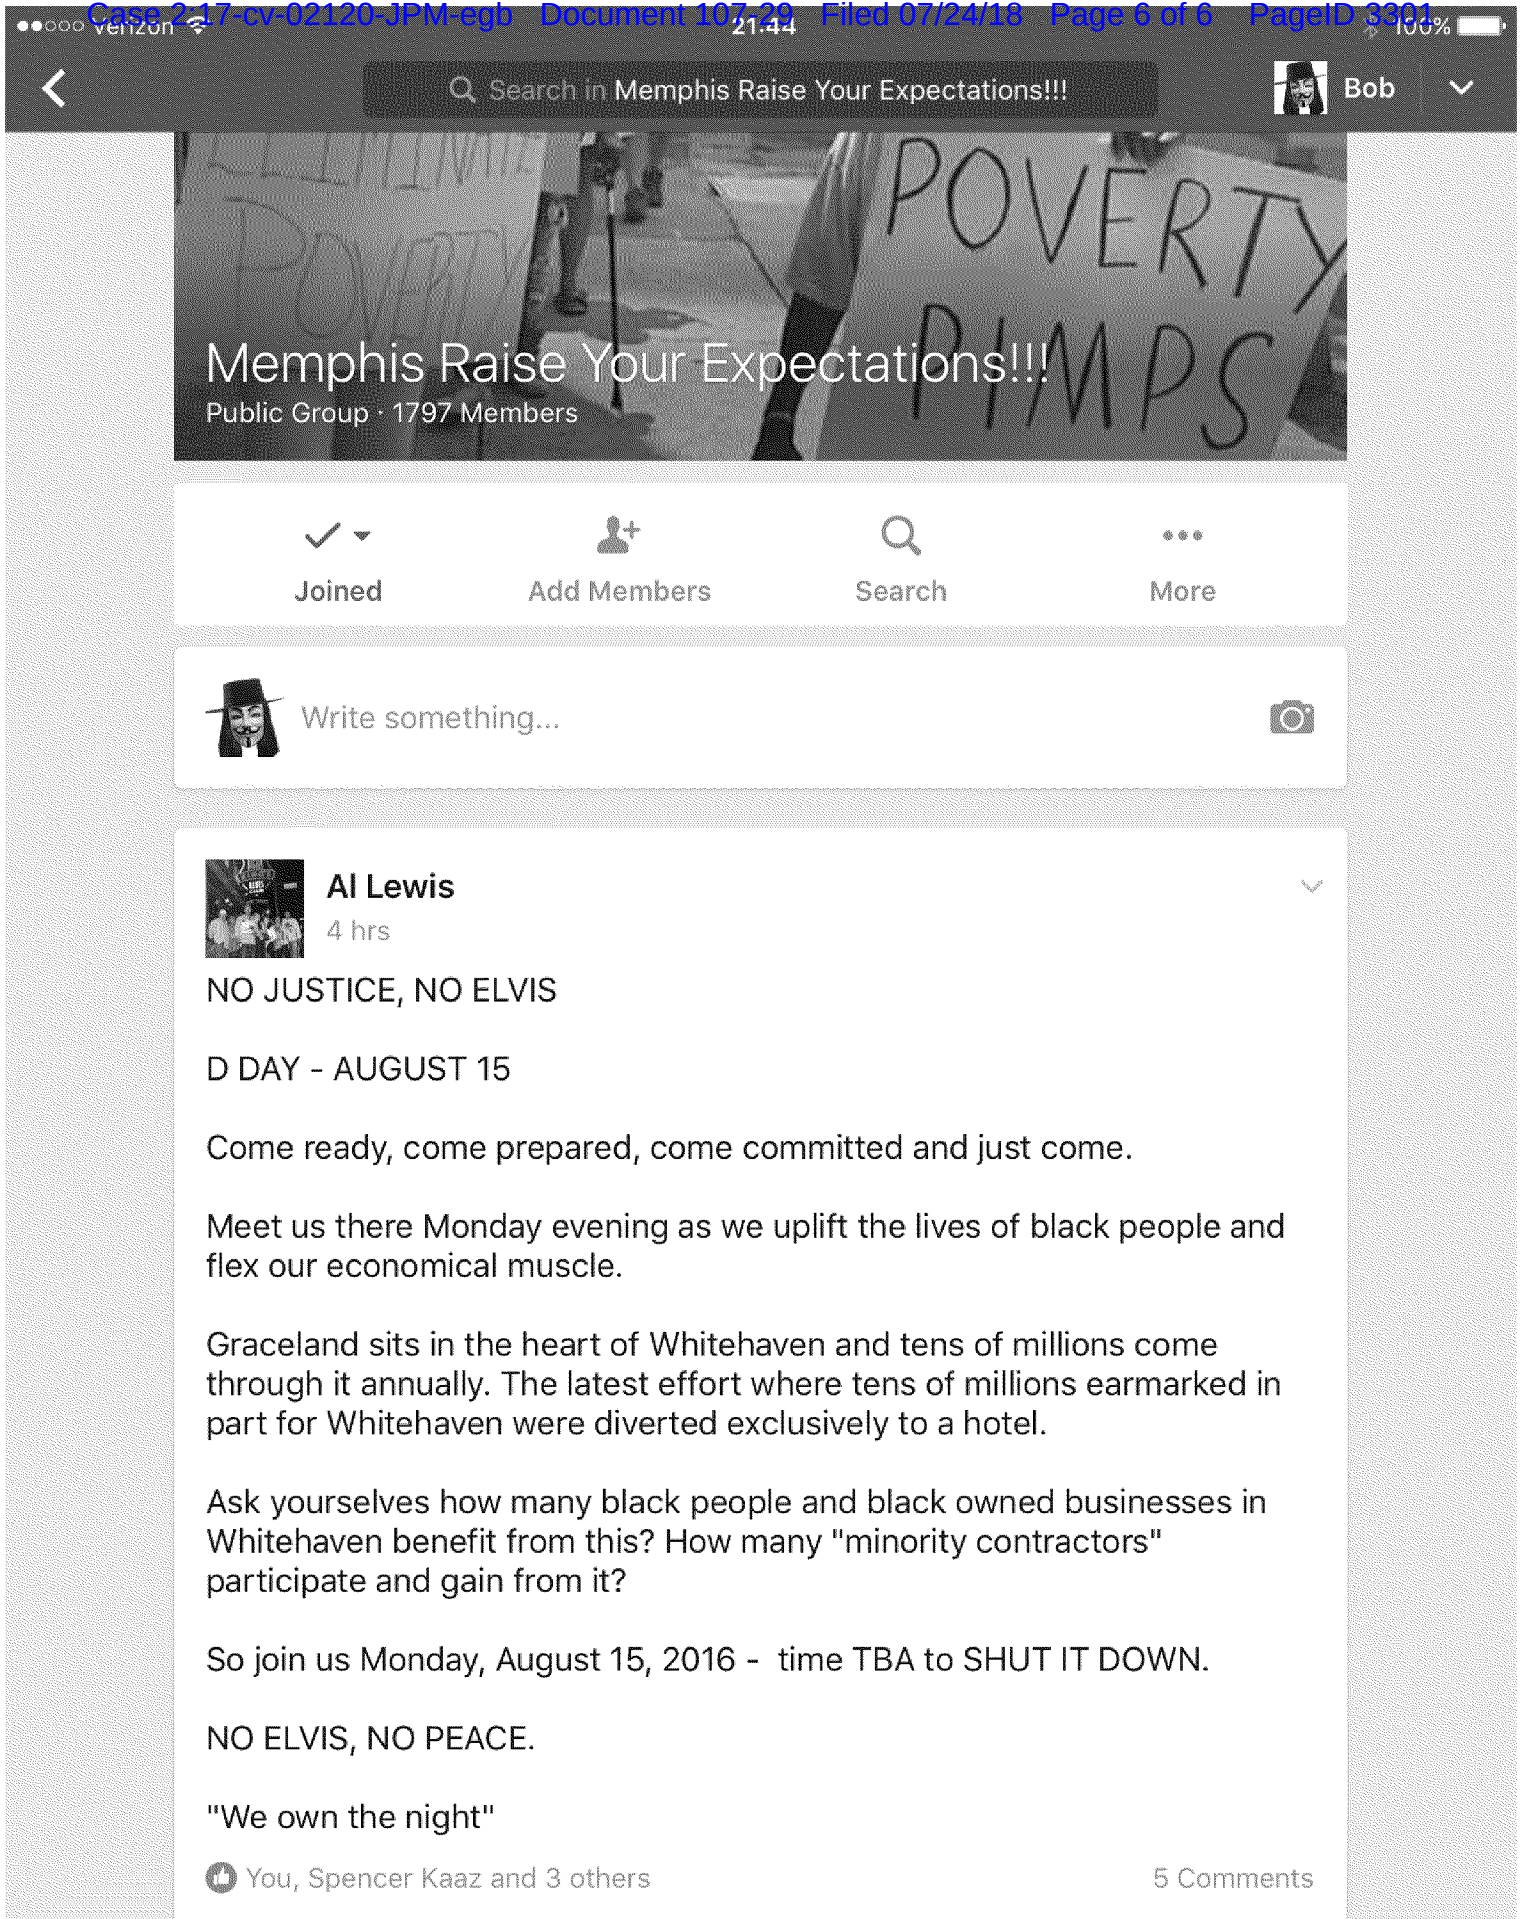 Case 2:17-cv-02120-JPM-egb Document 107-29 Filed 07/24/18 Page 6 of 6 PageID 3301
Verizon 21:44 100%
Search in Memphis Raise Your Expectations!!! Bob
POVERTY
POVERTY
PIMPS
Memphis Raise Your Expectations!!!
Public Group · 1797 Members
Joined Add Members Search More
Write something...
Al Lewis
4 hrs
NO JUSTICE, NO ELVIS
D DAY - AUGUST 15
Come ready, come prepared, come committed and just come.
Meet us there Monday evening as we uplift the lives of black people and
flex our economical muscle.
Graceland sits in the heart of Whitehaven and tens of millions come
through it annually. The latest effort where tens of millions earmarked in
part for Whitehaven were diverted exclusively to a hotel.
Ask yourselves how many black people and black owned businesses in
Whitehaven benefit from this? How many "minority contractors"
participate and gain from it?
So join us Monday, August 15, 2016 - time TBA to SHUT IT DOWN.
NO ELVIS, NO PEACE.
"We own the night"
You, Spencer Kaaz and 3 others 5 Comments